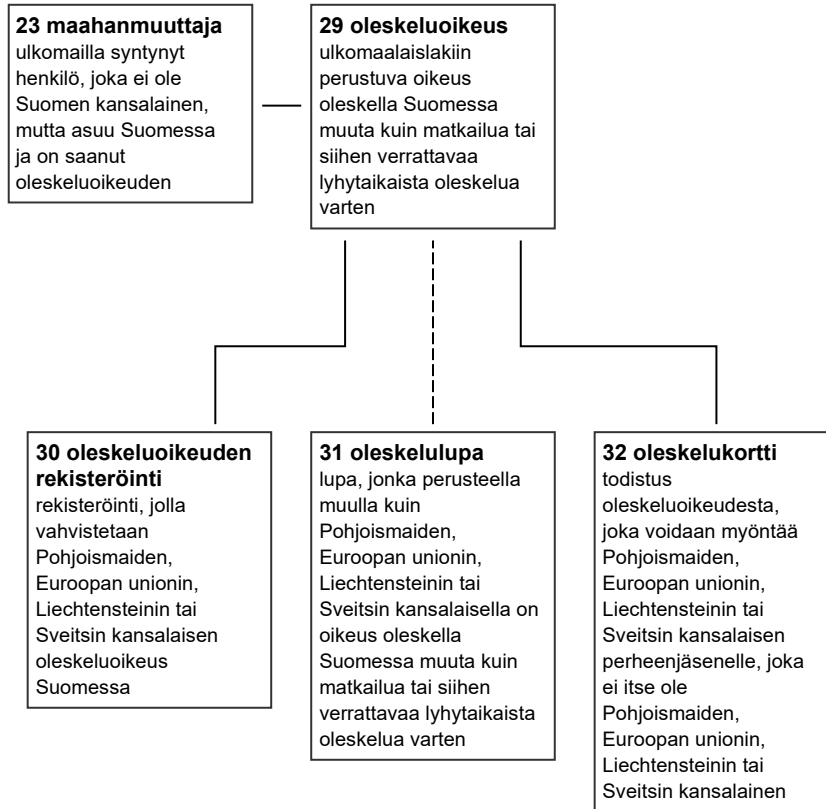 23 maahanmuuttaja
ulkomailla syntynyt
henkilö, joka ei ole
Suomen kansalainen,
mutta asuu Suomessa
ja on saanut
oleskeluoikeuden
29 oleskeluoikeus
ulkomaalaislakiin
perustuva oikeus
oleskella Suomessa
muuta kuin matkailua tai
siihen verrattavaa
lyhytaikaista oleskelua
varten
30 oleskeluoikeuden
rekisteröinti
rekisteröinti, jolla
vahvistetaan
Pohjoismaiden,
Euroopan unionin,
Liechtensteinin tai
Sveitsin kansalaisen
oleskeluoikeus
Suomessa
31 oleskelulupa
lupa, jonka perusteella
muulla kuin
Pohjoismaiden,
Euroopan unionin,
Liechtensteinin tai
Sveitsin kansalaisella on
oikeus oleskella
Suomessa muuta kuin
matkailua tai siihen
verrattavaa lyhytaikaista
oleskelua varten
32 oleskelukortti
todistus
oleskeluoikeudesta,
joka voidaan myöntää
Pohjoismaiden,
Euroopan unionin,
Liechtensteinin tai
Sveitsin kansalaisen
perheenjäsenelle, joka
ei itse ole
Pohjoismaiden,
Euroopan unionin,
Liechtensteinin tai
Sveitsin kansalainen